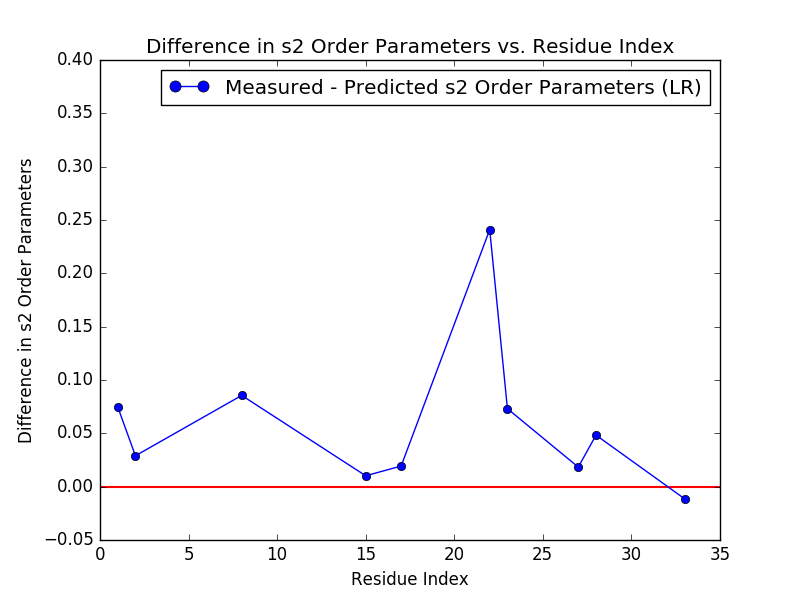 Difference in s2 Order Parameters vs. Residue Index
Measured - Predicted s2 Order Parameters (LR)
Difference in s2 Order Parameters
0.40
0.35
0.30
0.25
0.20
0.15
0.10
0.05
0.00
−0.05
0 5 10 15 20 25 30 35
Residue Index